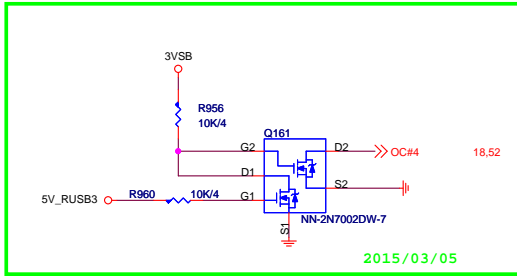 3VSB
R956
10K/4
Q161
G2
D2
OC#4
18,52
D1
S2
5V_RUSB3
R960
10K/4
G1
S1
NN-2N7002DW-7
2015/03/05